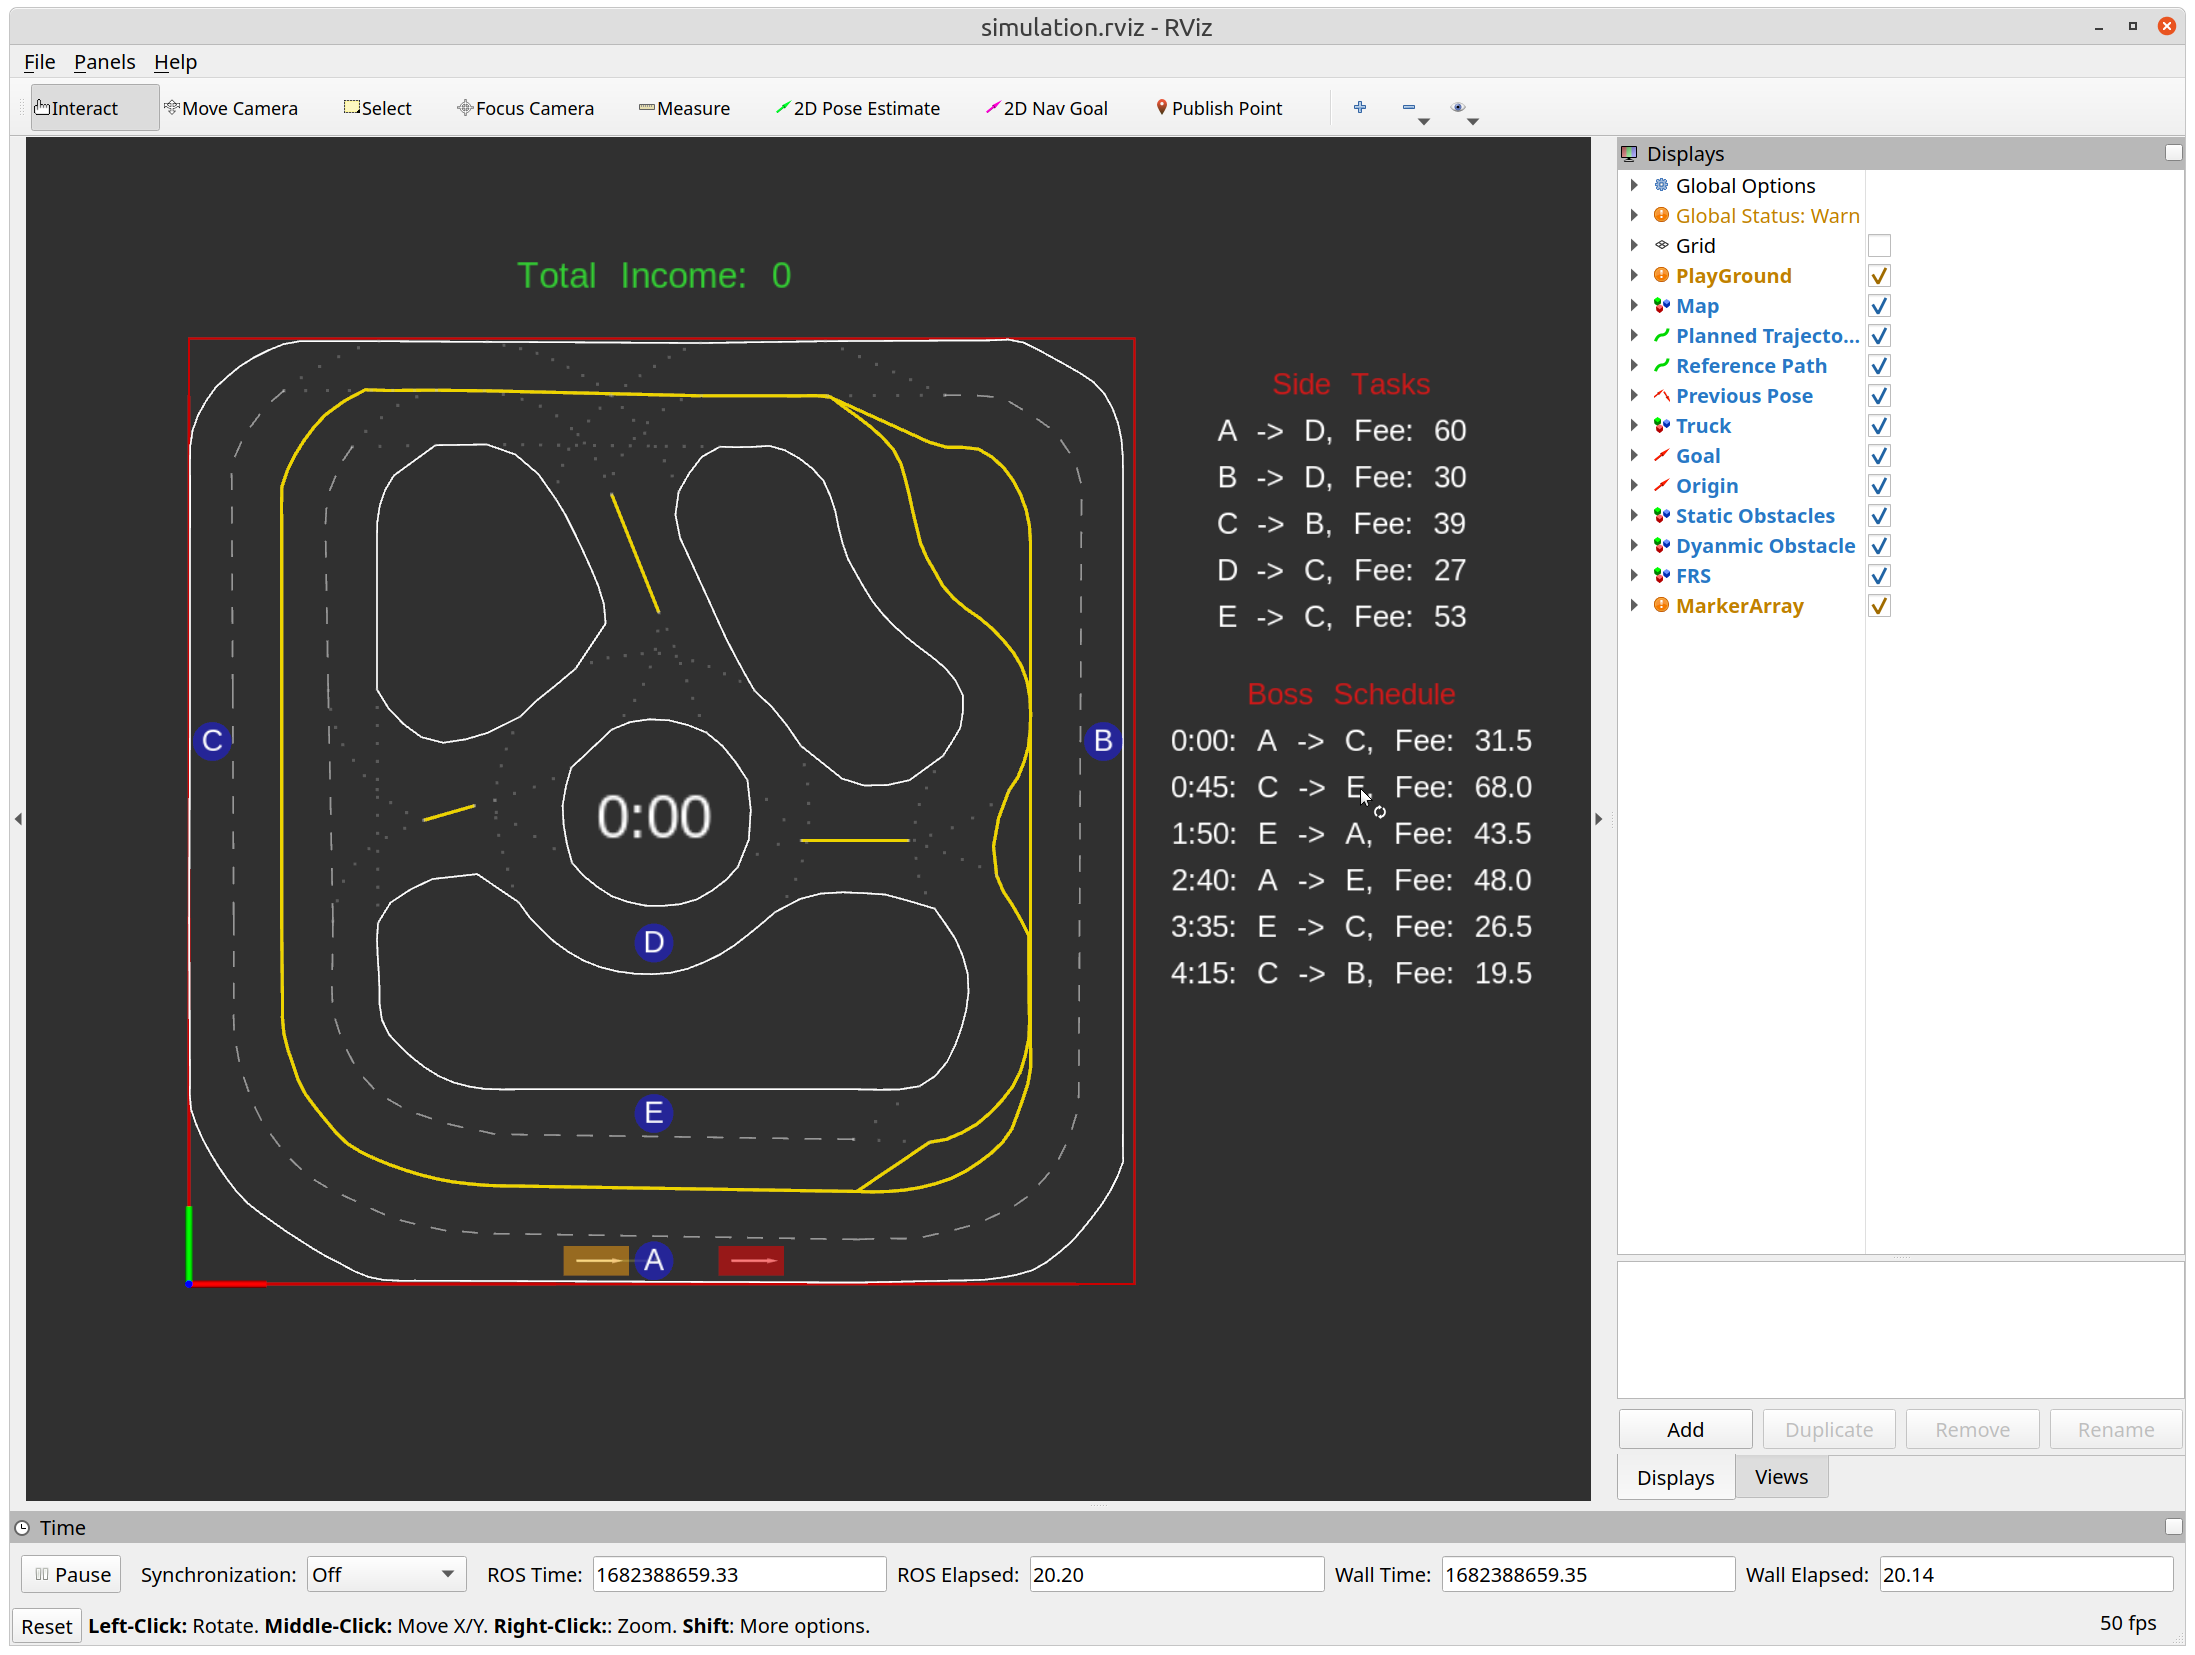 simulation.rviz - RViz
File Panels Help
Interact Move Camera Select Focus Camera Measure 2D Pose Estimate 2D Nav Goal Publish Point
Displays
Global Options
Global Status: Warn
Grid
PlayGround
Map
Planned Trajecto...
Reference Path
Previous Pose
Truck
Goal
Origin
Static Obstacles
Dyanmic Obstacle
FRS
MarkerArray
Total Income: 0
Side Tasks
A -> D, Fee: 60
B -> D, Fee: 30
C -> B, Fee: 39
D -> C, Fee: 27
E -> C, Fee: 53
Boss Schedule
0:00: A -> C, Fee: 31.5
0:45: C -> E, Fee: 68.0
1:50: E -> A, Fee: 43.5
2:40: A -> E, Fee: 48.0
3:35: E -> C, Fee: 26.5
4:15: C -> B, Fee: 19.5
C
B
0:00
D
E
A
Add Duplicate Remove Rename
Displays Views
Time
Pause Synchronization: Off ROS Time: 1682388659.33 ROS Elapsed: 20.20 Wall Time: 1682388659.35 Wall Elapsed: 20.14
Reset Left-Click: Rotate. Middle-Click: Move X/Y. Right-Click:: Zoom. Shift: More options. 50 fps